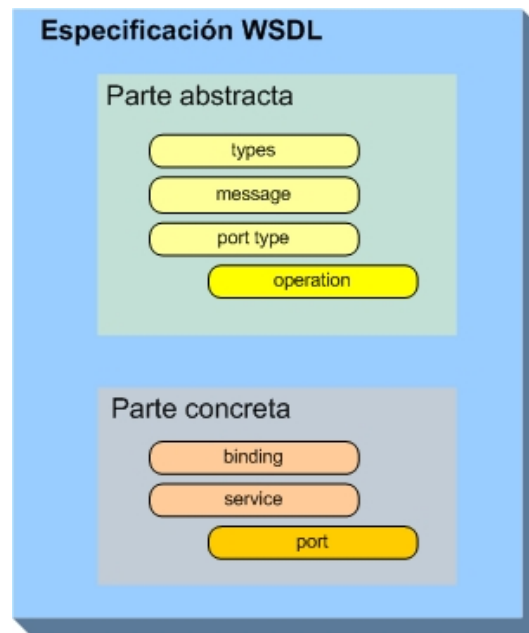 Especificación WSDL
Parte abstracta
types
message
port type
operation
Parte concreta
binding
service
port